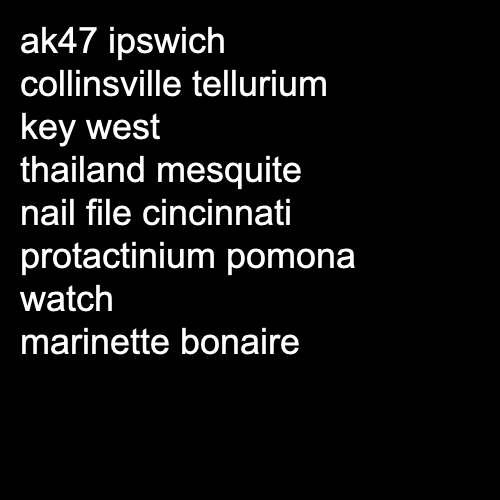 ak47 ipswich
collinsville tellurium
key west
thailand mesquite
nail file cincinnati
protactinium pomona
watch
marinette bonaire